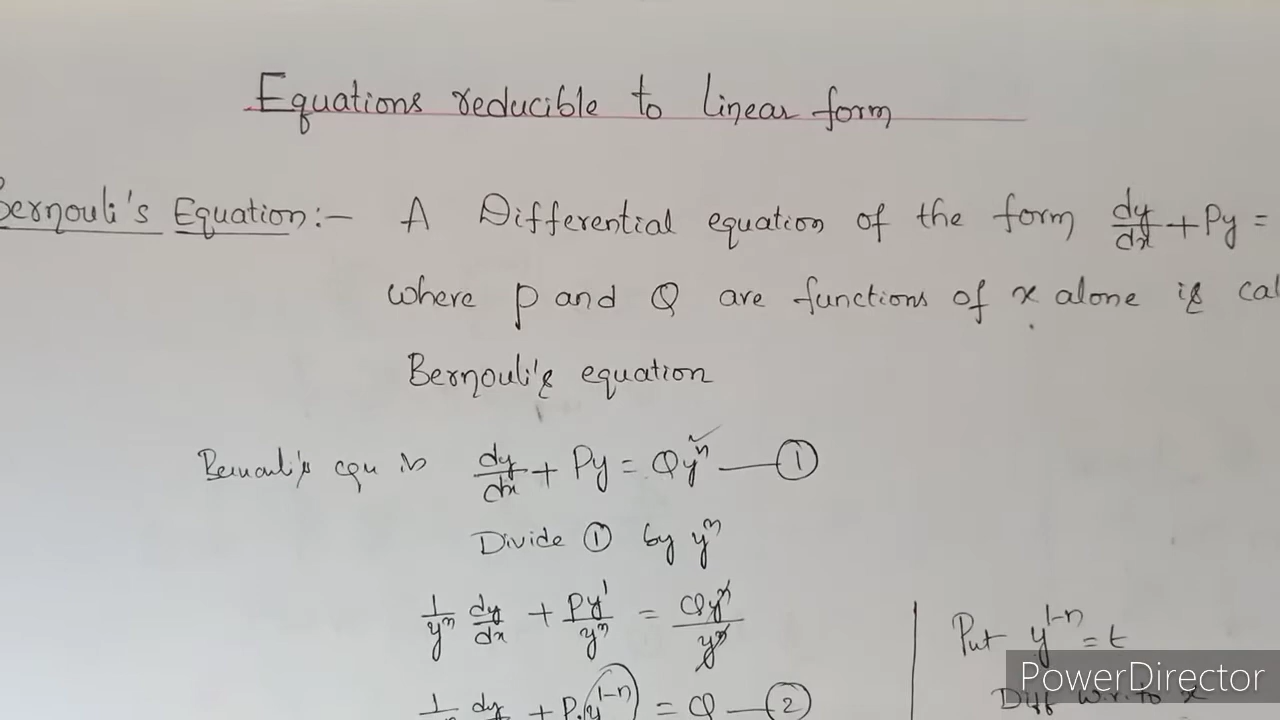 Equations reducible to linear form
Bernouli's Equation:- A Differential equation of the form dy/dx + Py =
where p and Q are functions of x alone is cal
Bernouli's equation
Bernouli's equ is dy/dx + Py = Qy^n — ①
Divide ① by y^n
1/y^n dy/dx + Py^1/y^n = Qy^n/y^n
Put y^1-n = t
1/y^n dy/dx + P.(y^1-n) = Q — ②
Diff w.r.to x
PowerDirector